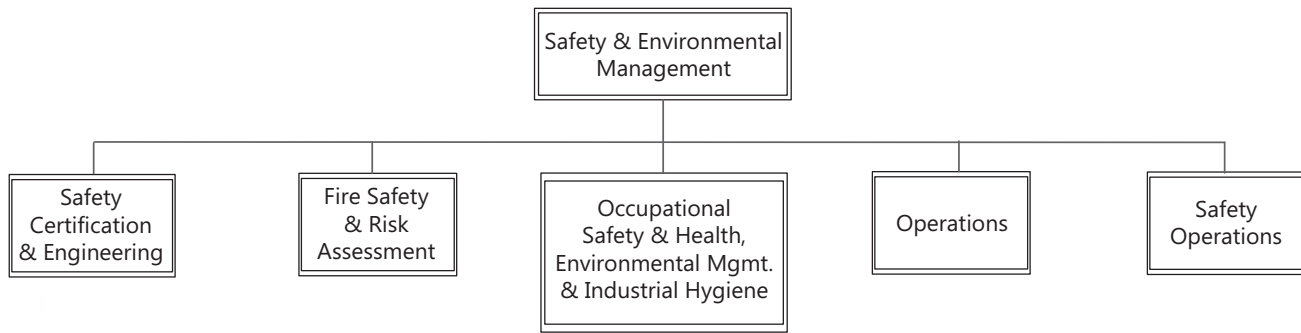 Safety & Environmental
Management
Safety
Certification
& Engineering
Fire Safety
& Risk
Assessment
Occupational
Safety & Health,
Environmental Mgmt.
& Industrial Hygiene
Operations
Safety
Operations